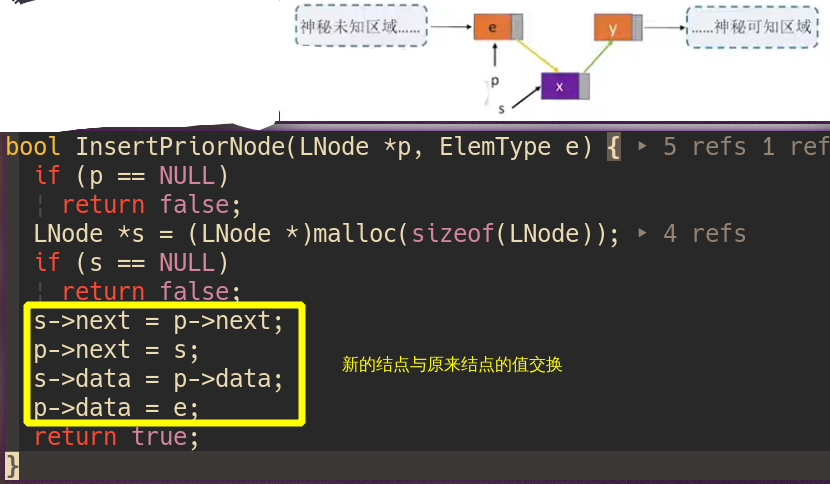 神秘未知区域…… e y ……神秘可知区域
p x
s
bool InsertPriorNode(LNode *p, ElemType e) { ▸ 5 refs 1 ref
if (p == NULL)
return false;
LNode *s = (LNode *)malloc(sizeof(LNode)); ▸ 4 refs
if (s == NULL)
return false;
s->next = p->next;
p->next = s;
s->data = p->data;
p->data = e;
新的结点与原来结点的值交换
return true;
}